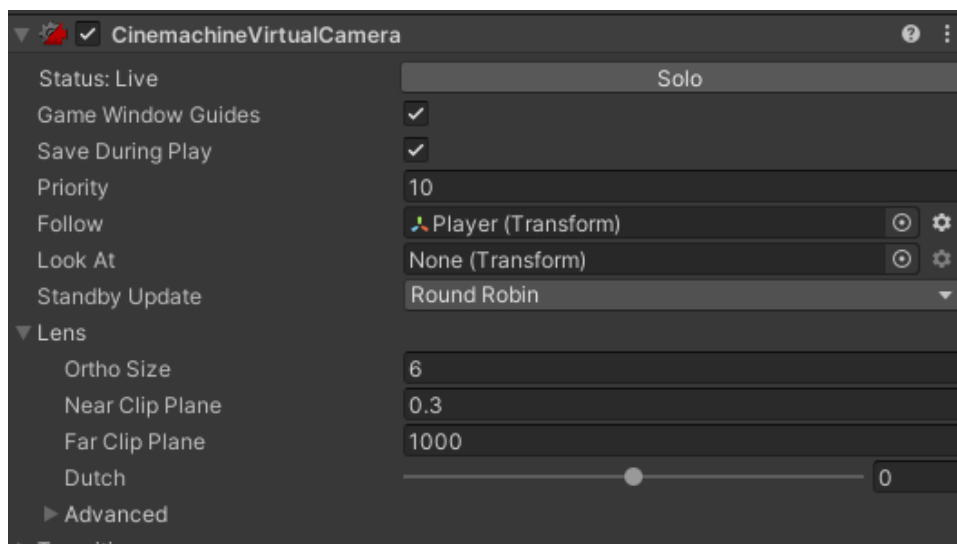 CinemachineVirtualCamera
Status: Live Solo
Game Window Guides
Save During Play
Priority 10
Follow Player (Transform)
Look At None (Transform)
Standby Update Round Robin
Lens
Ortho Size 6
Near Clip Plane 0.3
Far Clip Plane 1000
Dutch 0
Advanced